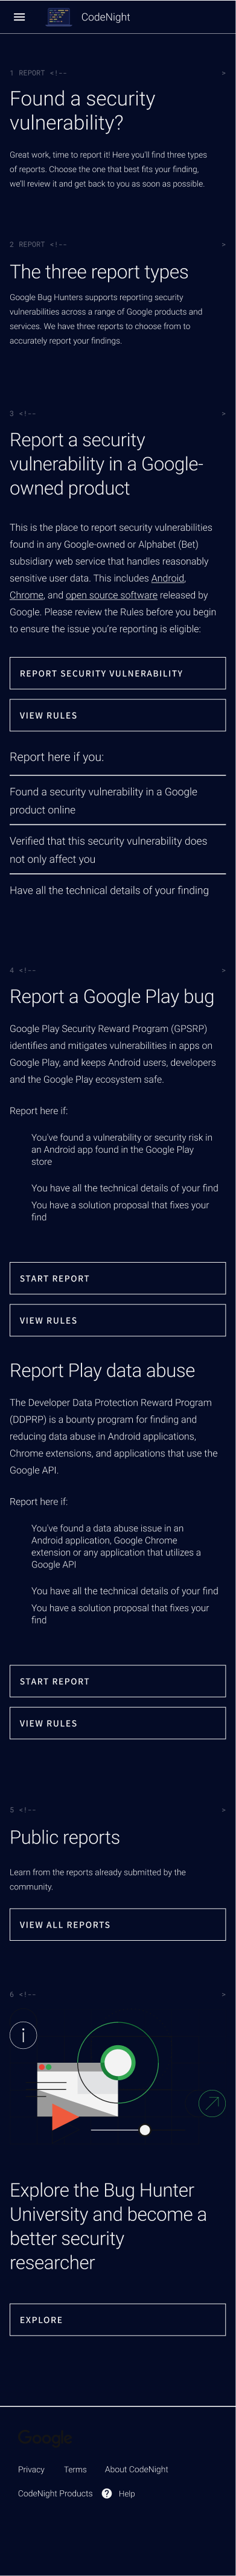 CodeNight
1 REPORT <!-- >
Found a security
vulnerability?
Great work, time to report it! Here you'll find three types
of reports. Choose the one that best fits your finding,
we'll review it and get back to you as soon as possible.
2 REPORT <!-- >
The three report types
Google Bug Hunters supports reporting security
vulnerabilities across a range of Google products and
services. We have three reports to choose from to
accurately report your findings.
3 <!-- >
Report a security
vulnerability in a Google-
owned product
This is the place to report security vulnerabilities
found in any Google-owned or Alphabet (Bet)
subsidiary web service that handles reasonably
sensitive user data. This includes Android,
Chrome, and open source software released by
Google. Please review the Rules before you begin
to ensure the issue you're reporting is eligible:
REPORT SECURITY VULNERABILITY
VIEW RULES
Report here if you:
Found a security vulnerability in a Google
product online
Verified that this security vulnerability does
not only affect you
Have all the technical details of your finding
4 <!-- >
Report a Google Play bug
Google Play Security Reward Program (GPSRP)
identifies and mitigates vulnerabilities in apps on
Google Play, and keeps Android users, developers
and the Google Play ecosystem safe.
Report here if:
You've found a vulnerability or security risk in
an Android app found in the Google Play
store
You have all the technical details of your find
You have a solution proposal that fixes your
find
START REPORT
VIEW RULES
Report Play data abuse
The Developer Data Protection Reward Program
(DDPRP) is a bounty program for finding and
reducing data abuse in Android applications,
Chrome extensions, and applications that use the
Google API.
Report here if:
You've found a data abuse issue in an
Android application, Google Chrome
extension or any application that utilizes a
Google API
You have all the technical details of your find
You have a solution proposal that fixes your
find
START REPORT
VIEW RULES
5 <!-- >
Public reports
Learn from the reports already submitted by the
community.
VIEW ALL REPORTS
6 <!-- >
Explore the Bug Hunter
University and become a
better security
researcher
EXPLORE
Google
Privacy Terms About CodeNight
CodeNight Products Help